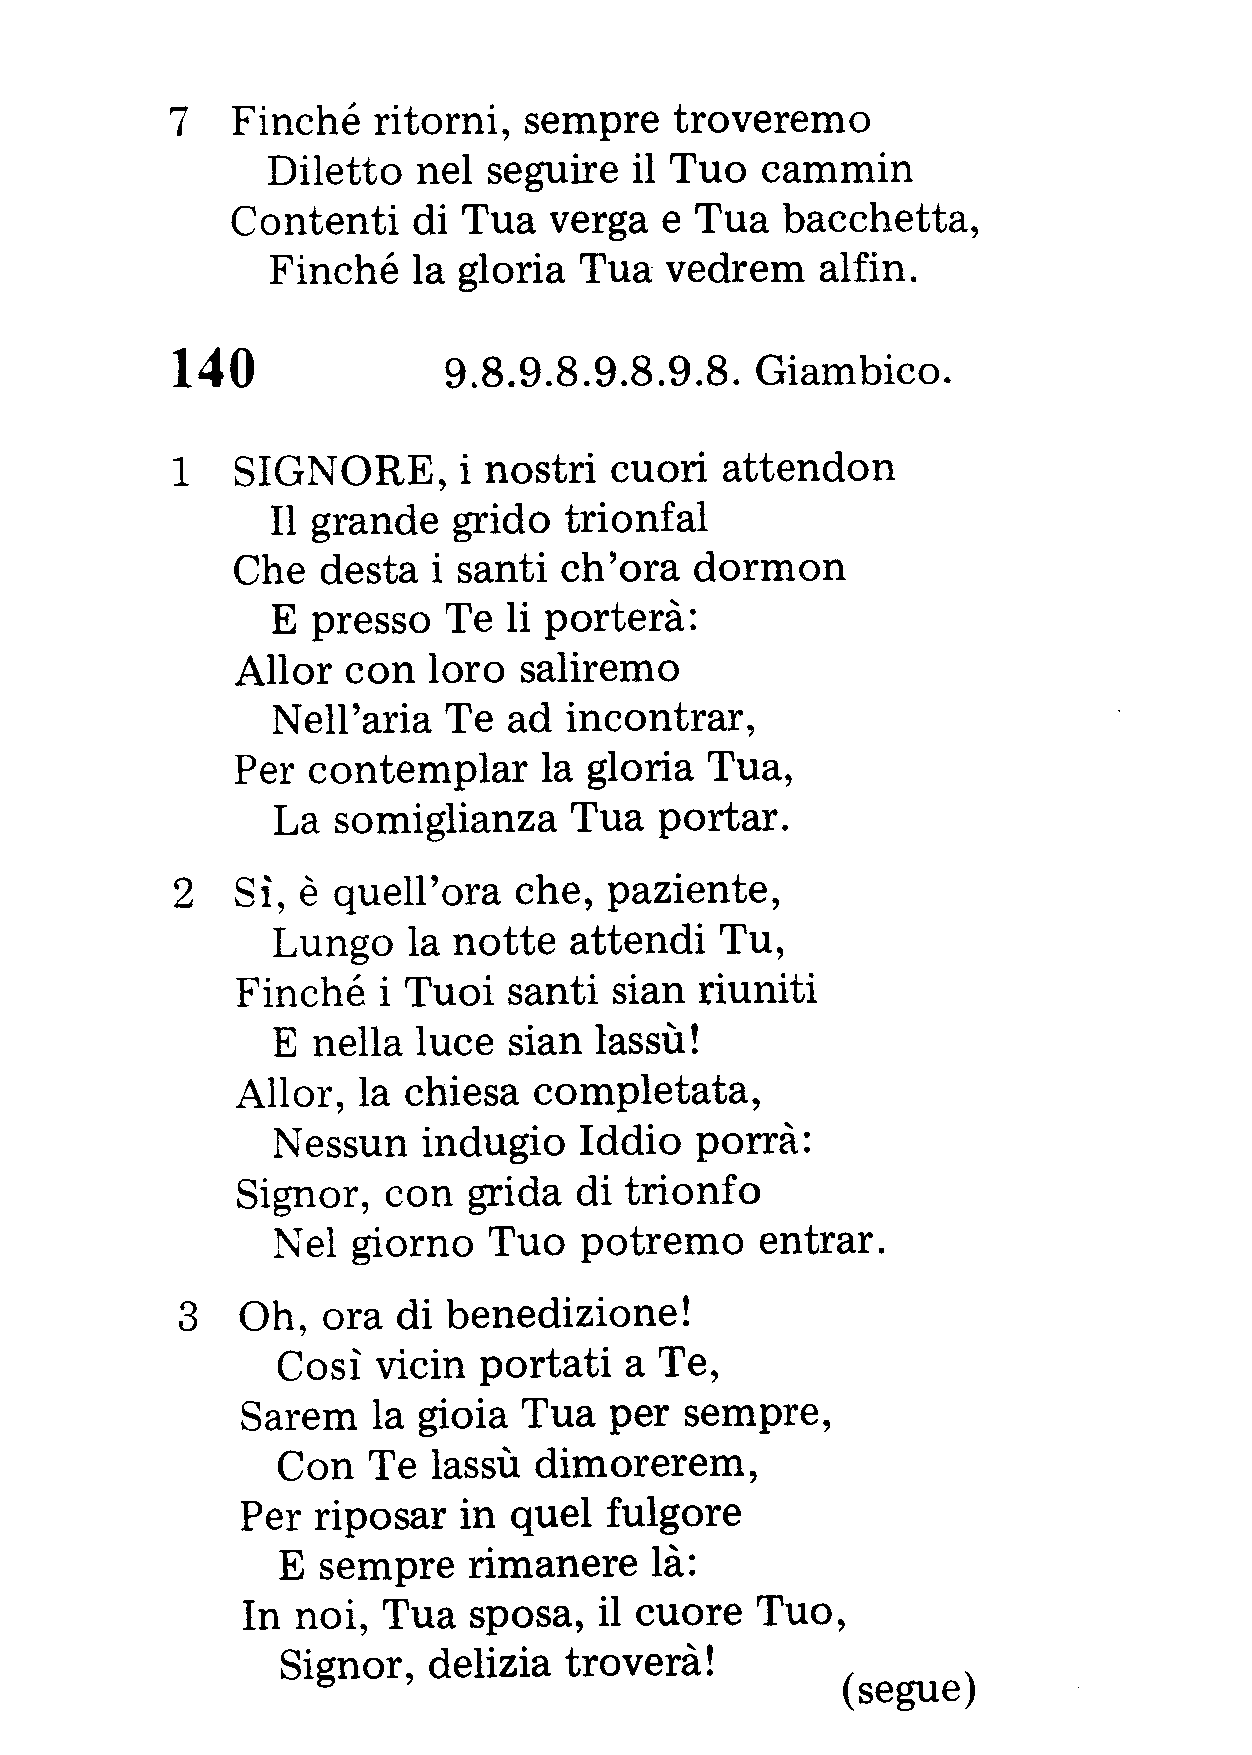 7 Finché ritorni, sempre troveremo
Diletto nel seguire il Tuo cammin
Contenti di Tua verga e Tua bacchetta,
Finché la gloria Tua vedrem alfin.
140 9.8.9.8.9.8.9.8. Giambico.
1 SIGNORE, i nostri cuori attendon
Il grande grido trionfal
Che desta i santi ch'ora dormon
E presso Te li porterà:
Allor con loro saliremo
Nell'aria Te ad incontrar,
Per contemplar la gloria Tua,
La somiglianza Tua portar.
2 Sì, è quell'ora che, paziente,
Lungo la notte attendi Tu,
Finché i Tuoi santi sian riuniti
E nella luce sian lassù!
Allor, la chiesa completata,
Nessun indugio Iddio porrà:
Signor, con grida di trionfo
Nel giorno Tuo potremo entrar.
3 Oh, ora di benedizione!
Così vicin portati a Te,
Sarem la gioia Tua per sempre,
Con Te lassù dimorerem,
Per riposar in quel fulgore
E sempre rimanere là:
In noi, Tua sposa, il cuore Tuo,
Signor, delizia troverà!
(segue)